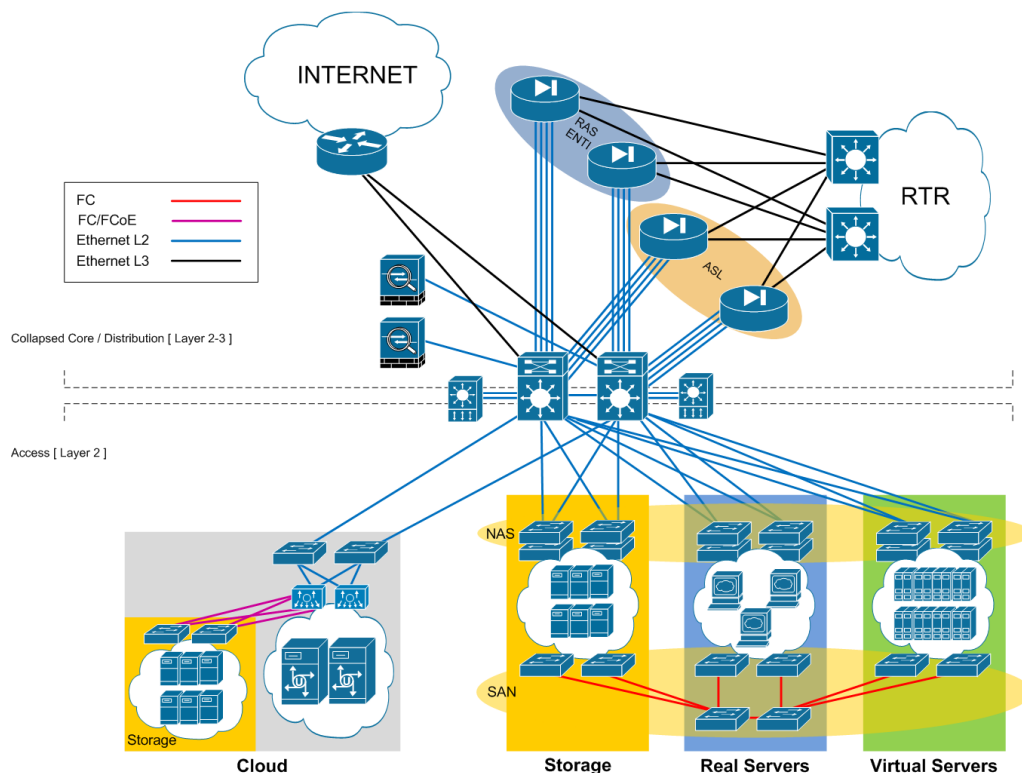 INTERNET
RAS
ENTI
RTR
ASL
FC
FC/FCoE
Ethernet L2
Ethernet L3
Collapsed Core / Distribution [ Layer 2-3 ]
Access [ Layer 2 ]
NAS
SAN
Storage
Cloud
Storage
Real Servers
Virtual Servers